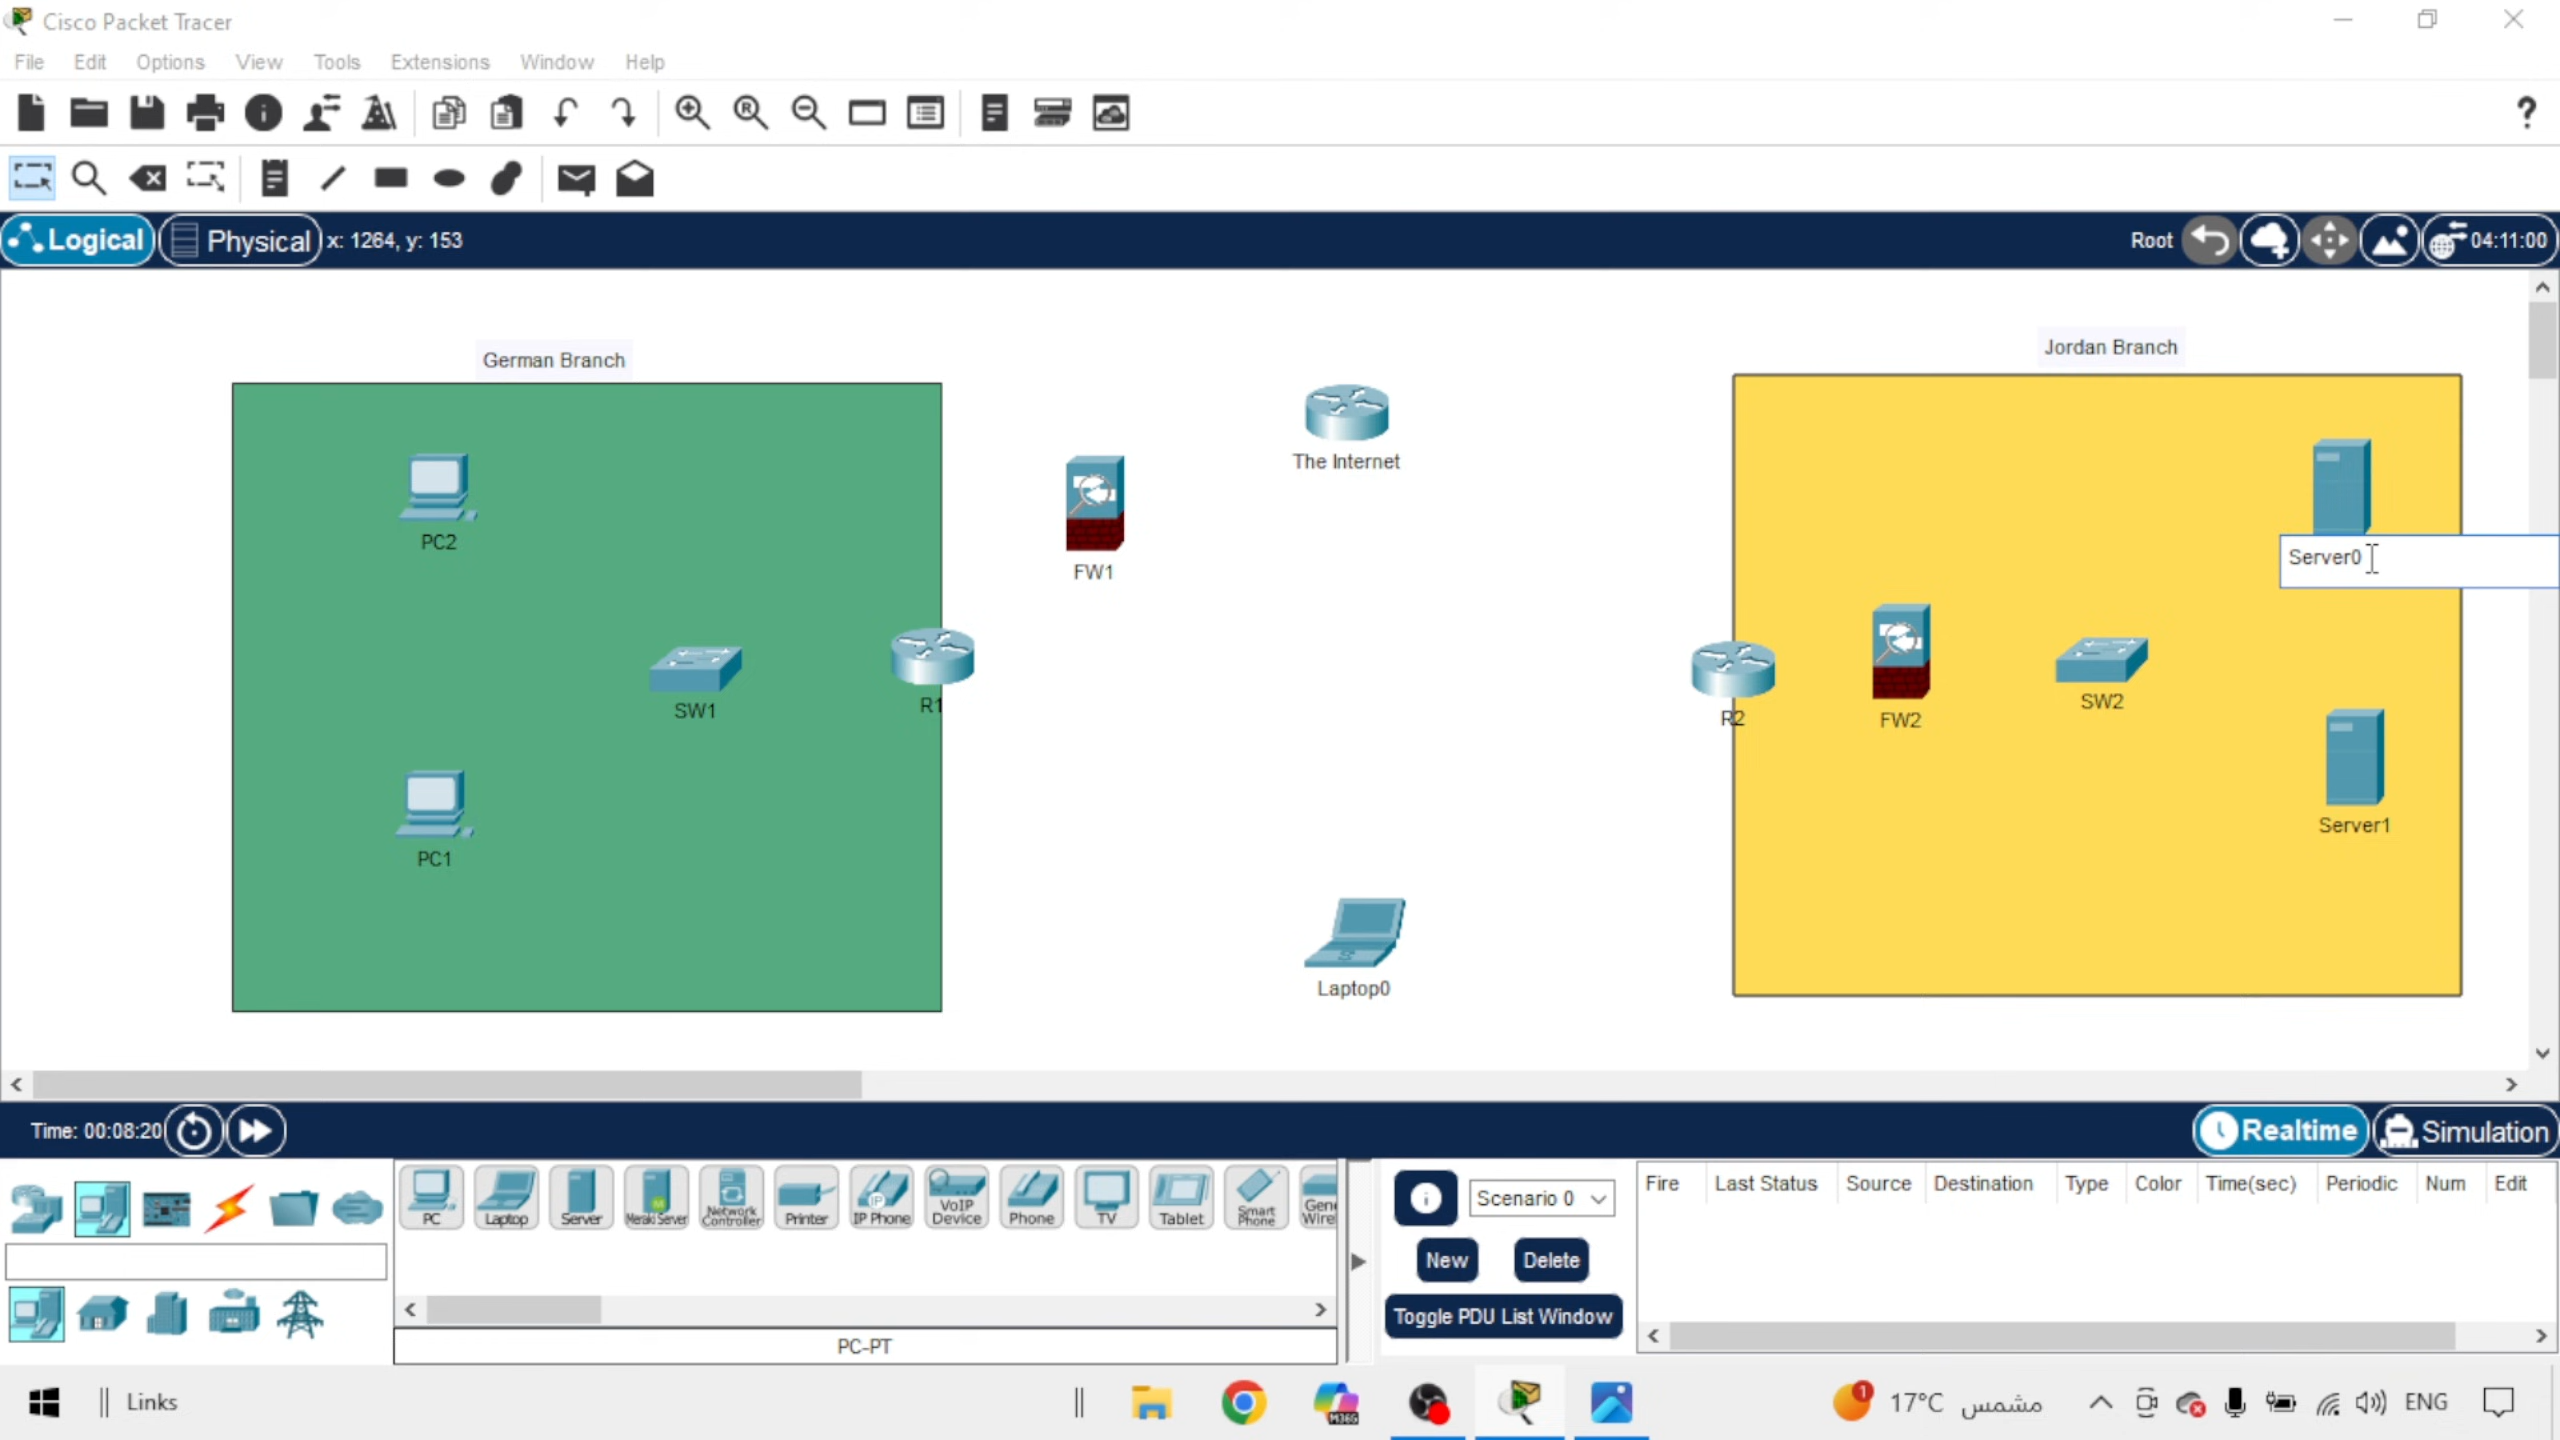 Cisco Packet Tracer
File Edit Options View Tools Extensions Window Help
Logical Physical x: 1264, y: 153 Root 04:11:00
German Branch
Jordan Branch
The Internet
PC2
Server0
FW1
SW1
R1
R2
FW2
SW2
Server1
PC1
Laptop0
Time: 00:08:20 Realtime Simulation
PC Laptop Server Meraki Server Network Controller Printer IP Phone VoIP Device Phone TV Tablet Smart Phone
Scenario 0
Fire Last Status Source Destination Type Color Time(sec) Periodic Num Edit
New Delete
Toggle PDU List Window
PC-PT
Links
M365
1
17°C مشمس
ENG